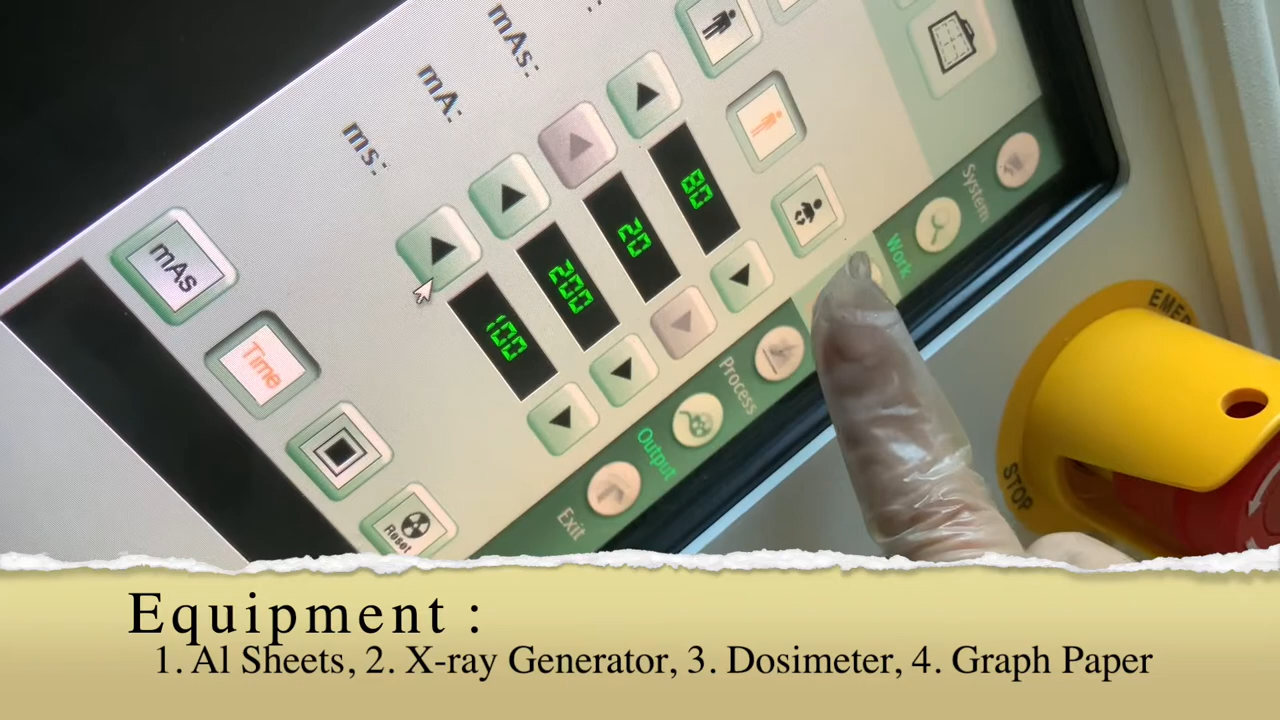 mAs:
mA:
ms:
80
20
200
100
mAs
Time
Reset
System
Work
Process
Output
Exit
EMER
STOP
Equipment :
1. Al Sheets, 2. X-ray Generator, 3. Dosimeter, 4. Graph Paper